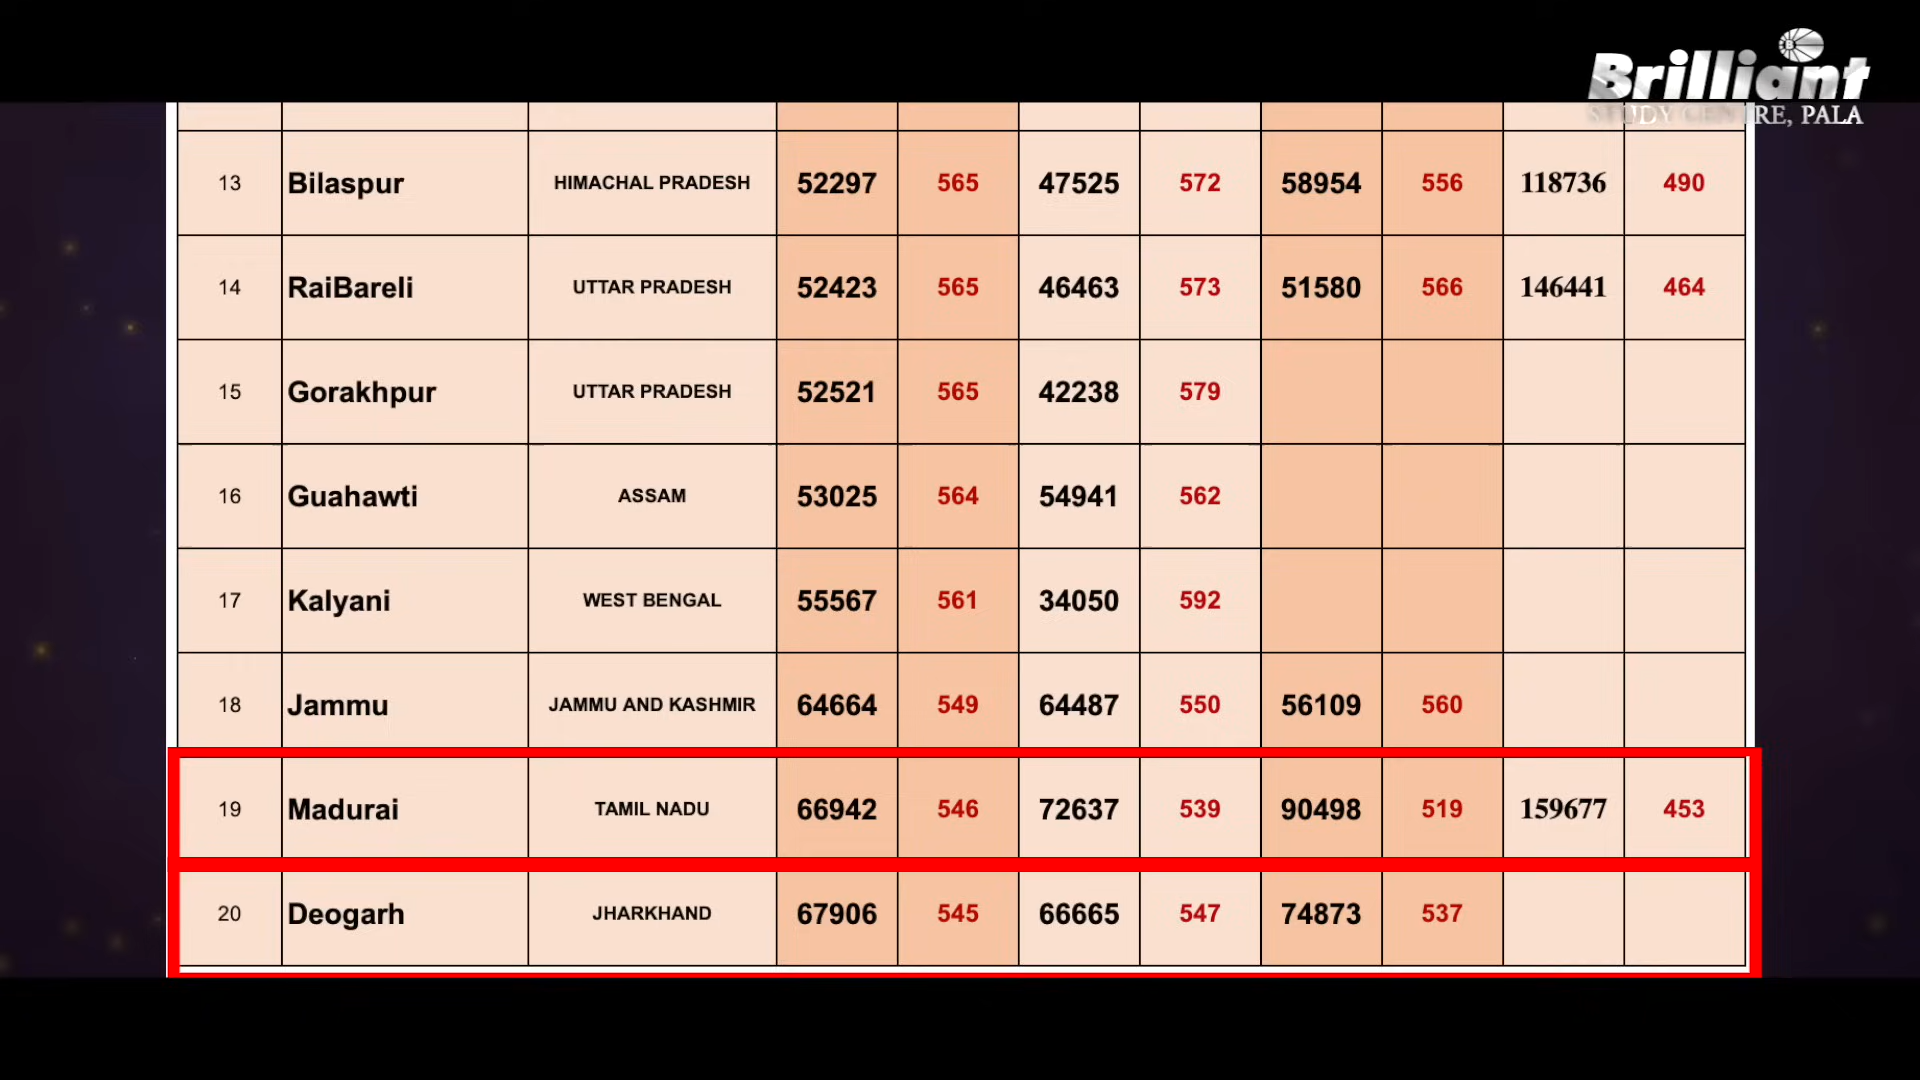 Brilliant
STUDY CENTRE, PALA
13 Bilaspur HIMACHAL PRADESH 52297 565 47525 572 58954 556 118736 490
14 RaiBareli UTTAR PRADESH 52423 565 46463 573 51580 566 146441 464
15 Gorakhpur UTTAR PRADESH 52521 565 42238 579
16 Guahawti ASSAM 53025 564 54941 562
17 Kalyani WEST BENGAL 55567 561 34050 592
18 Jammu JAMMU AND KASHMIR 64664 549 64487 550 56109 560
19 Madurai TAMIL NADU 66942 546 72637 539 90498 519 159677 453
20 Deogarh JHARKHAND 67906 545 66665 547 74873 537